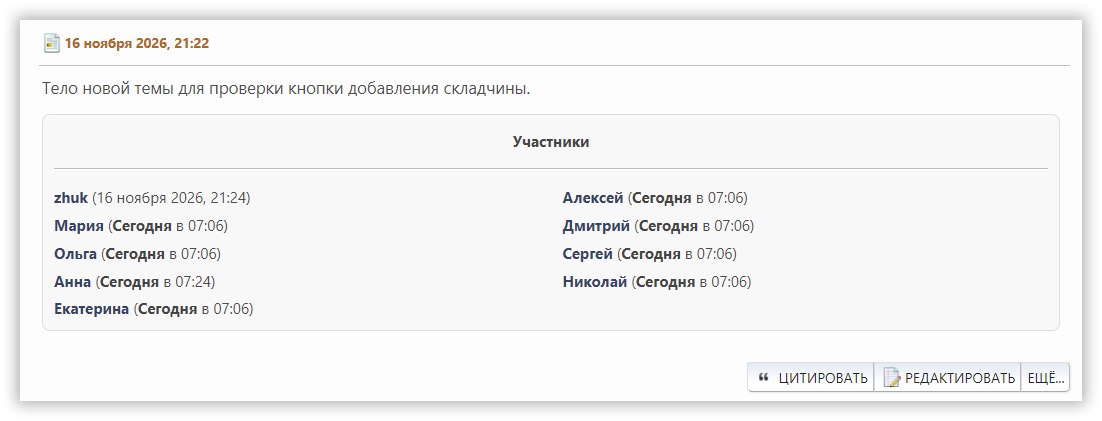 16 ноября 2026, 21:22
Тело новой темы для проверки кнопки добавления складчины.
Участники
zhuk (16 ноября 2026, 21:24) Алексей (Сегодня в 07:06)
Мария (Сегодня в 07:06) Дмитрий (Сегодня в 07:06)
Ольга (Сегодня в 07:06) Сергей (Сегодня в 07:06)
Анна (Сегодня в 07:24) Николай (Сегодня в 07:06)
Екатерина (Сегодня в 07:06)
ЦИТИРОВАТЬ РЕДАКТИРОВАТЬ ЕЩЁ...